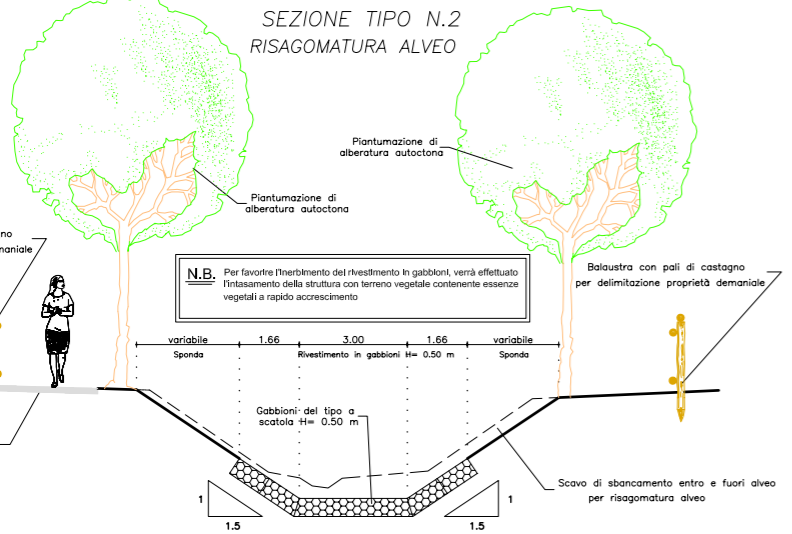 SEZIONE TIPO N.2
RISAGOMATURA ALVEO
Piantumazione di
alberatura autoctona
Piantumazione di
alberatura autoctona
N.B. Per favorire l'inerbimento del rivestimento in gabbioni, verrà effettuato
l'intasamento della struttura con terreno vegetale contenente essenze
vegetali a rapido accrescimento
Balaustra con pali di castagno
per delimitazione proprietà demaniale
variabile 1.66 3.00 1.66 variabile
Sponda Rivestimento in gabbioni H= 0.50 m Sponda
Gabbioni del tipo a
scatola H= 0.50 m
Scavo di sbancamento entro e fuori alveo
per risagomatura alveo
1 1
1.5 1.5